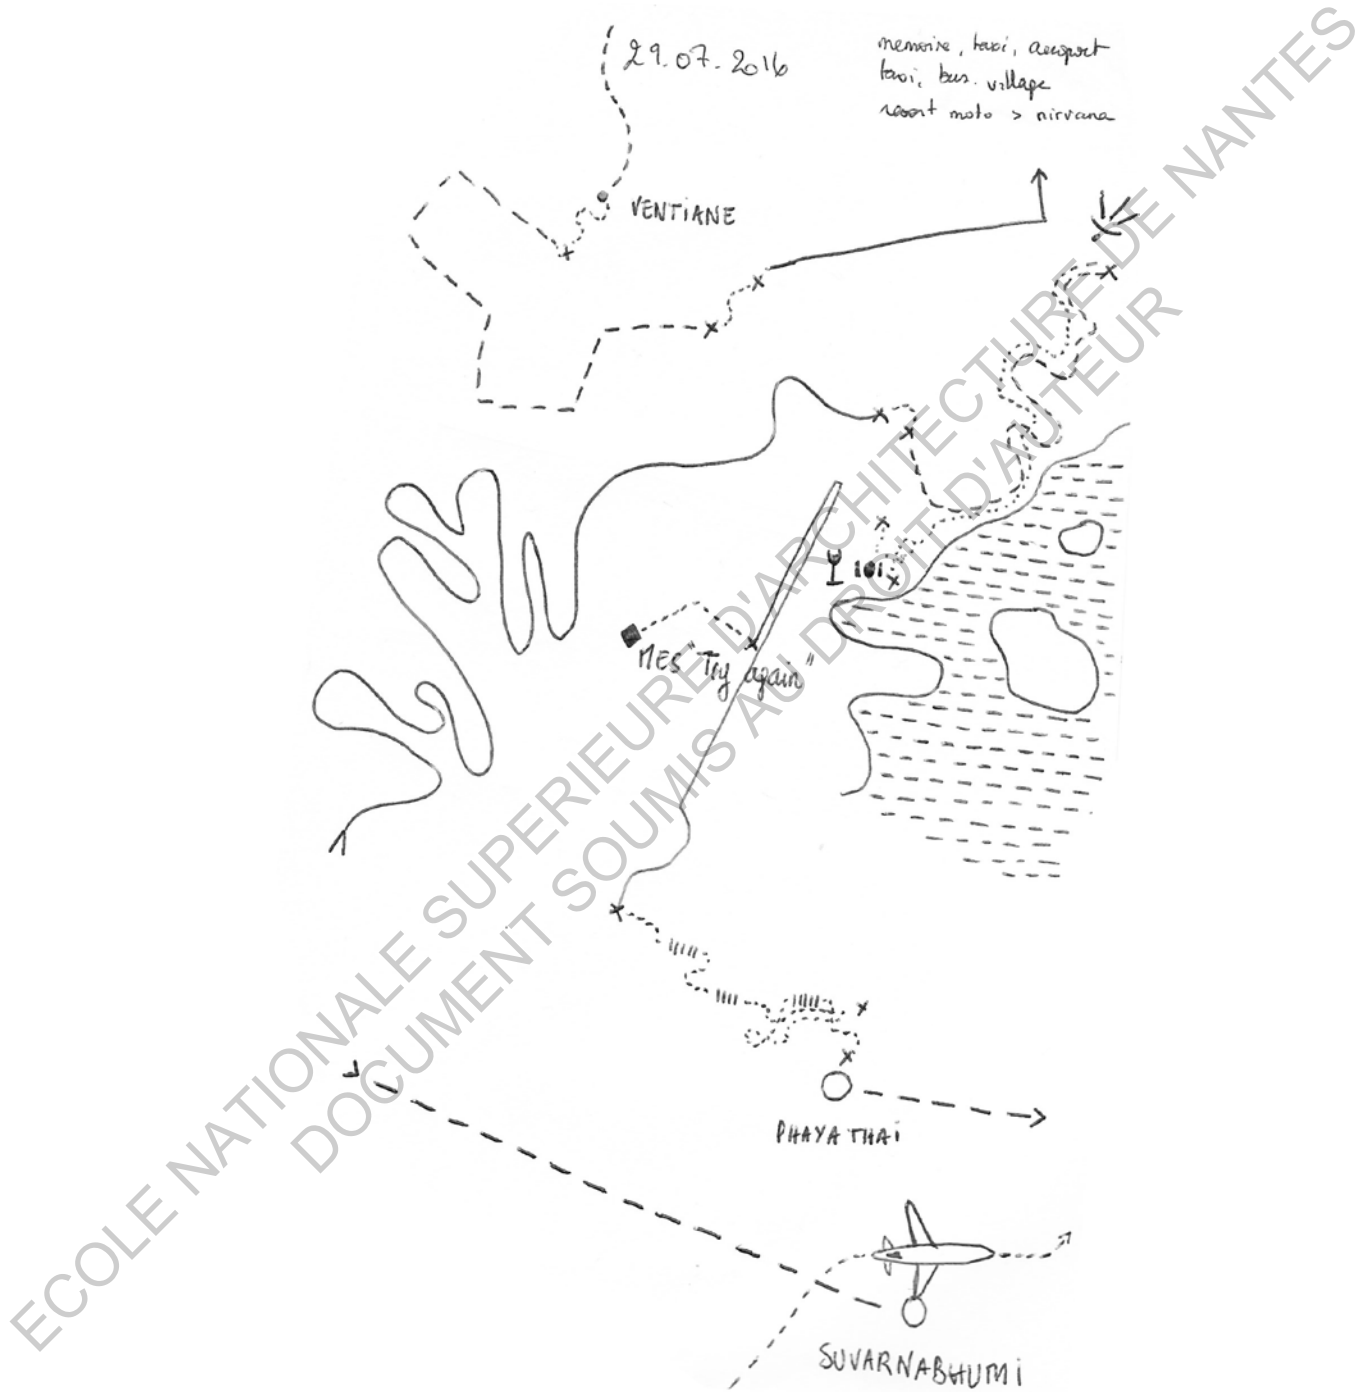 29.07.2016
memoire, taxi, aeroport
taxi, bus. village
resort moto > nirvana
VENTIANE
MES "Try again"
PHAYA THAI
SUVARNABHUMI
ECOLE NATIONALE SUPERIEURE D'ARCHITECTURE DE NANTES
DOCUMENT SOUMIS AU DROIT D'AUTEUR